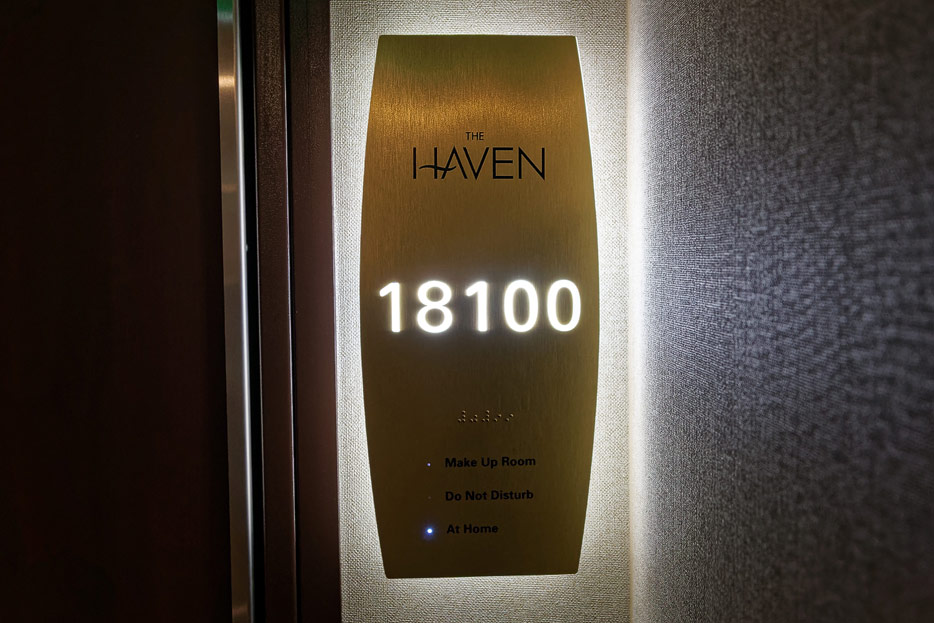 THE
HAVEN
18100
Make Up Room
Do Not Disturb
At Home